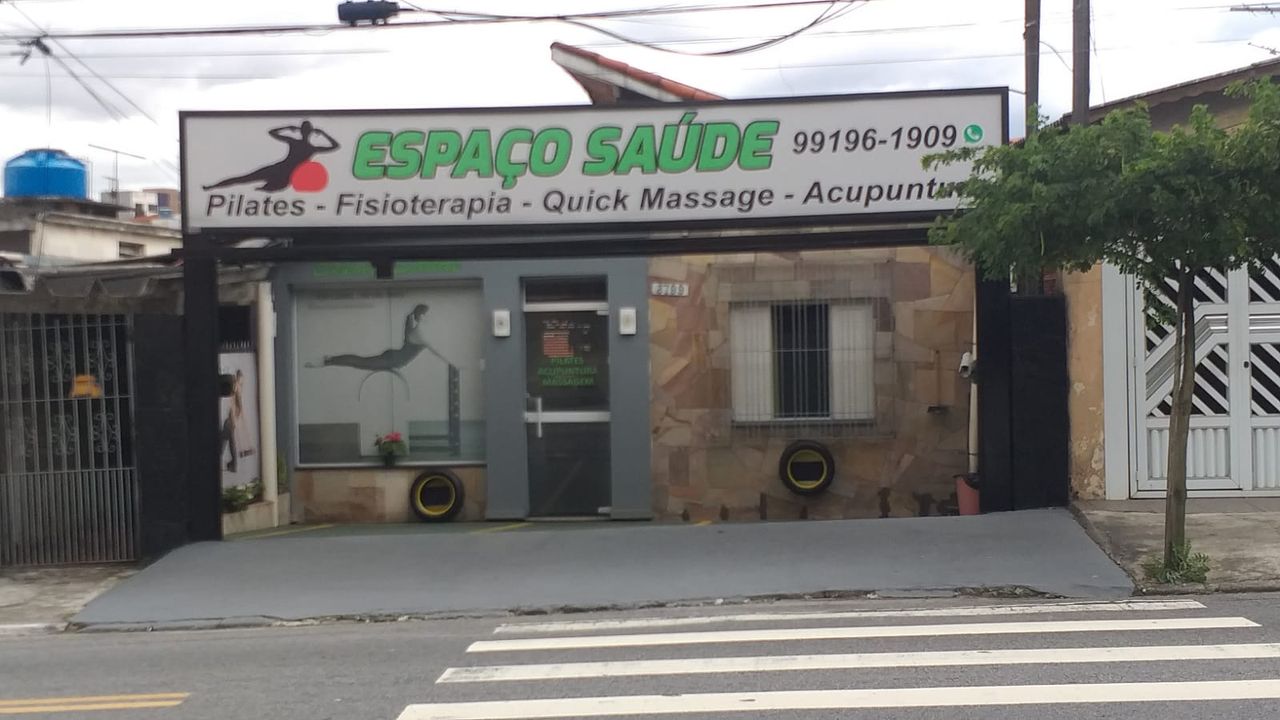 ESPAÇO SAÚDE 99196-1909
Pilates - Fisioterapia - Quick Massage - Acupuntu
PILATES
ACUPUNTURA
MASSAGEM